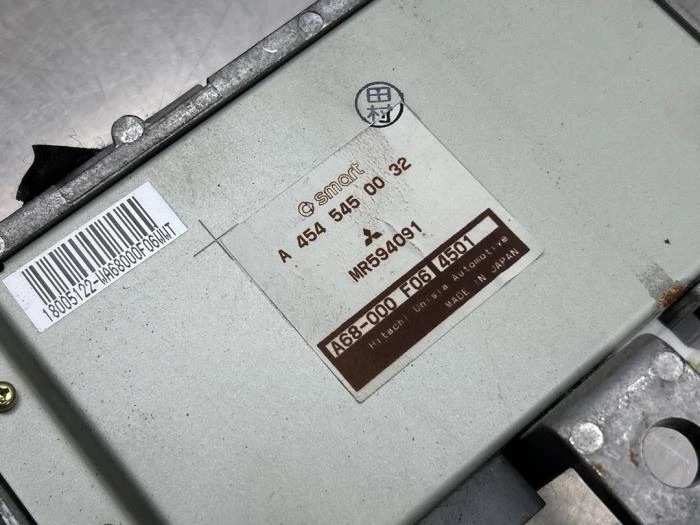 田村
smart
A 454 545 00 32
MR594091
A68-000 F06 4501
Hitachi Unisia Automotive
MADE IN JAPAN
18005122-WA68000F06WWT